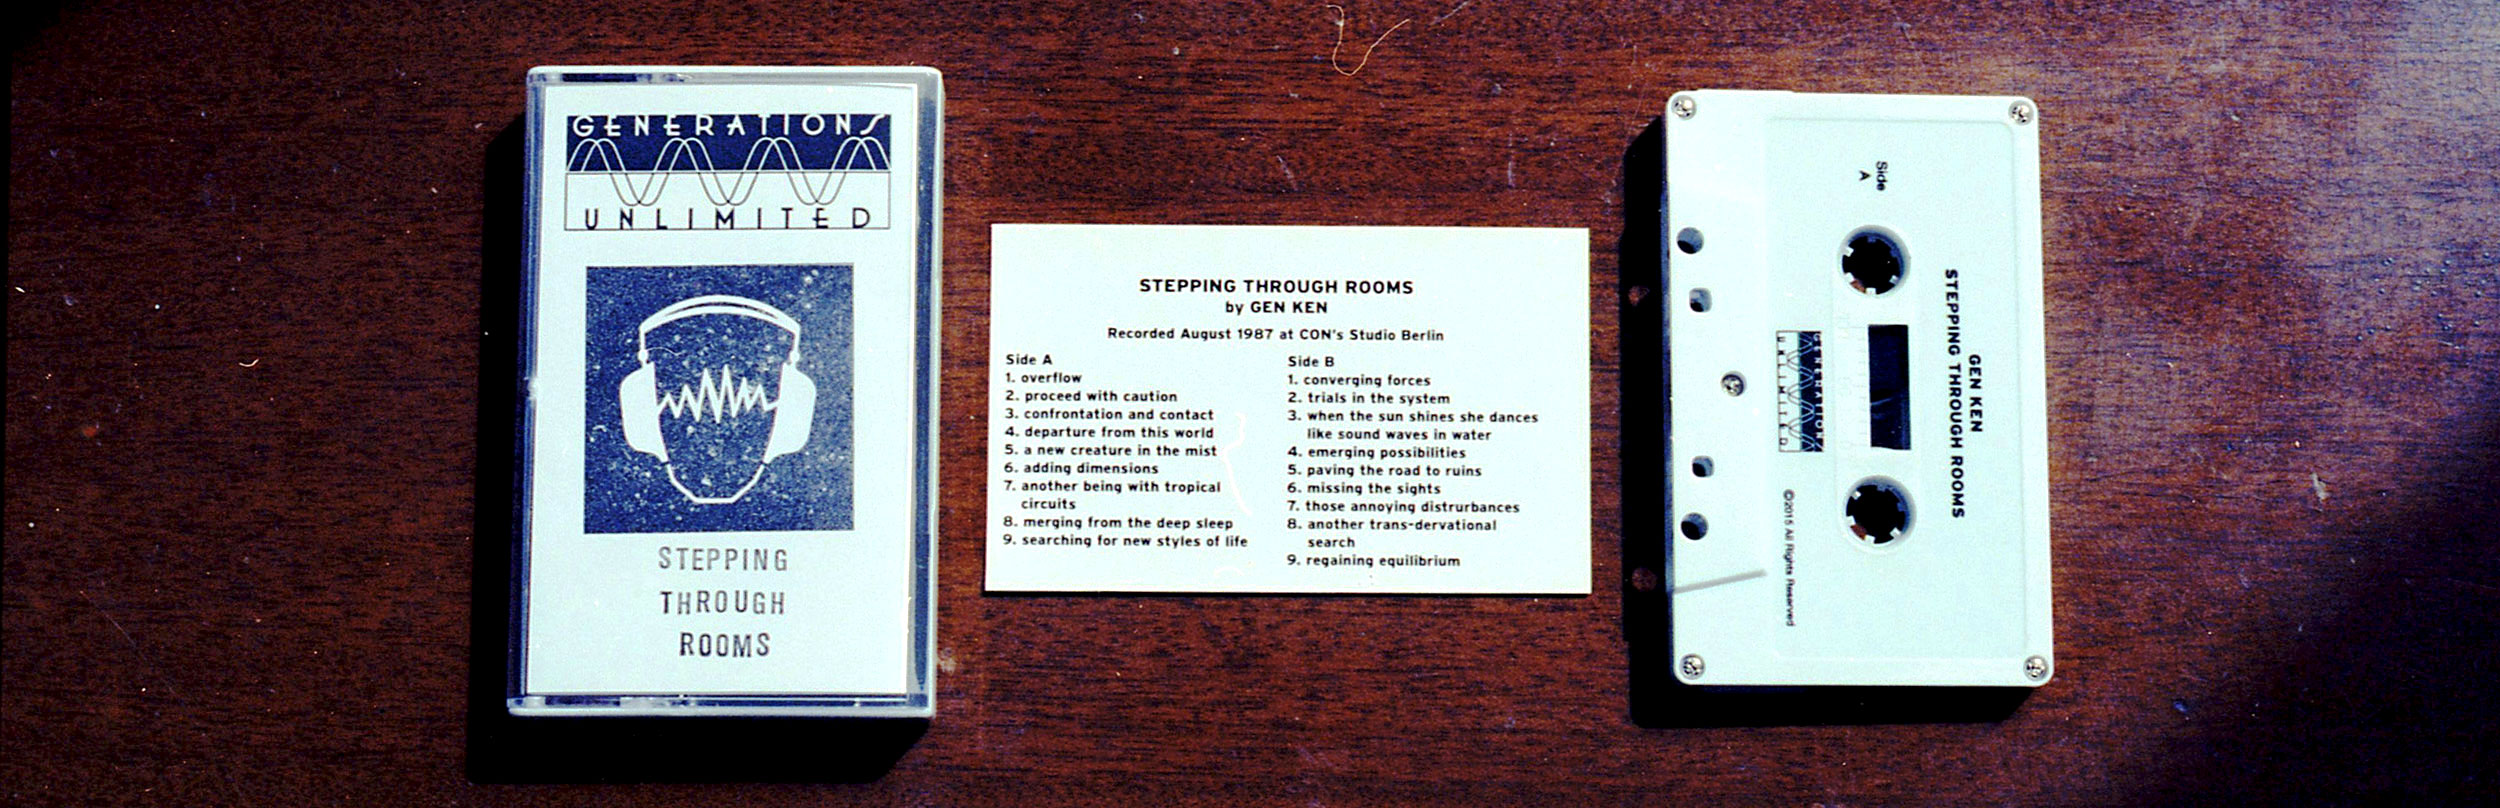 GENERATIONS
UNLIMITED
STEPPING
THROUGH
ROOMS
STEPPING THROUGH ROOMS
by GEN KEN
Recorded August 1987 at CON's Studio Berlin
Side A
1. overflow
2. proceed with caution
3. confrontation and contact
4. departure from this world
5. a new creature in the mist
6. adding dimensions
7. another being with tropical
circuits
8. merging from the deep sleep
9. searching for new styles of life
Side B
1. converging forces
2. trials in the system
3. when the sun shines she dances
like sound waves in water
4. emerging possibilities
5. paving the road to ruins
6. missing the sights
7. those annoying distrurbances
8. another trans-dervational
search
9. regaining equilibrium
Side
A
GEN KEN
STEPPING THROUGH ROOMS
GENERATIONS
UNLIMITED
©2015 All Rights Reserved